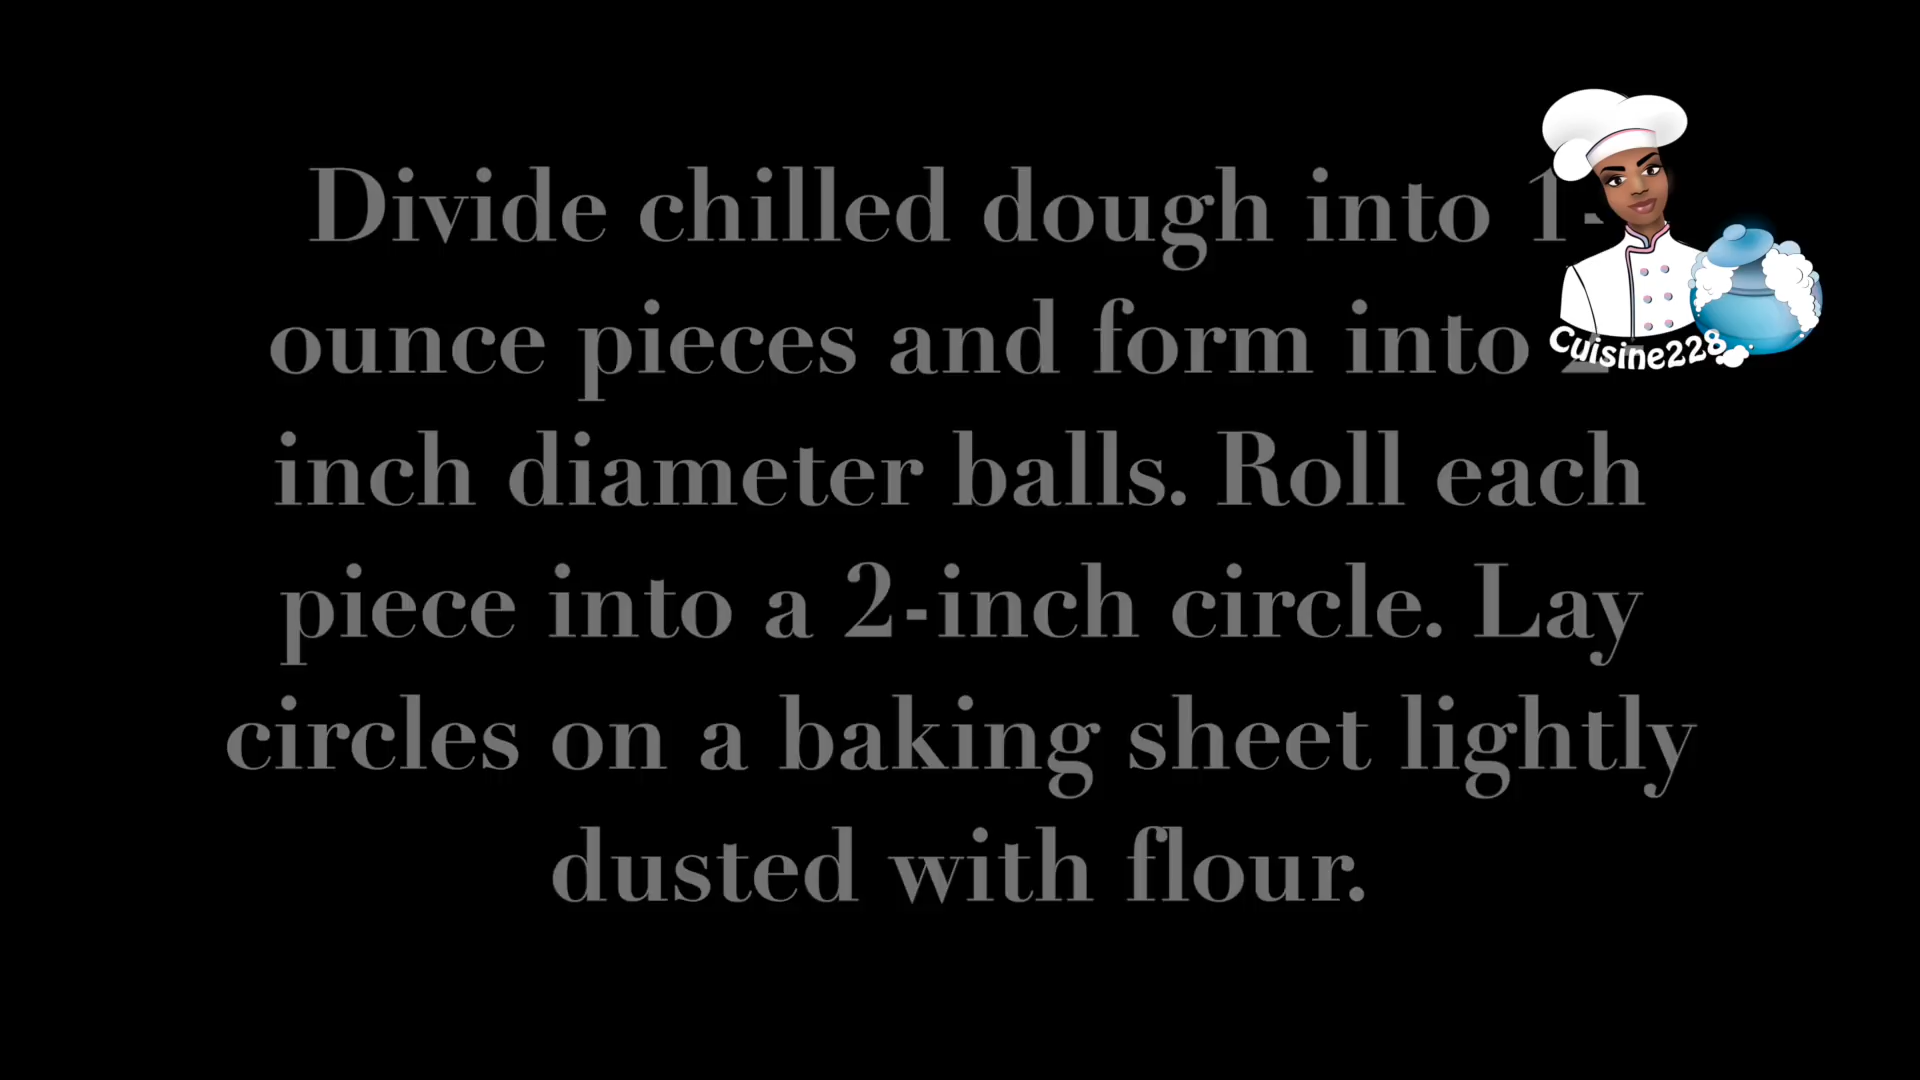 Divide chilled dough into 1-
ounce pieces and form into
inch diameter balls. Roll each
piece into a 2-inch circle. Lay
circles on a baking sheet lightly
dusted with flour.
Cuisine228